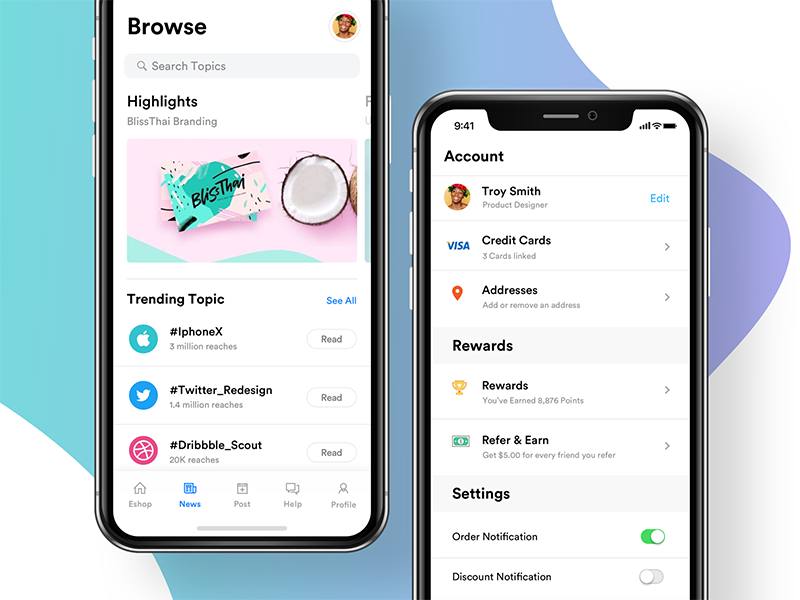 Browse
Search Topics
Highlights
BlissThai Branding
BlissThai
Trending Topic
See All
#IphoneX
3 million reaches
Read
#Twitter_Redesign
1.4 million reaches
Read
#Dribbble_Scout
20K reaches
Read
Eshop
News
Post
Help
Profile
9:41
Account
Troy Smith
Product Designer
Edit
VISA
Credit Cards
3 Cards linked
Addresses
Add or remove an address
Rewards
Rewards
You've Earned 8,876 Points
Refer & Earn
Get $5.00 for every friend you refer
Settings
Order Notification
Discount Notification